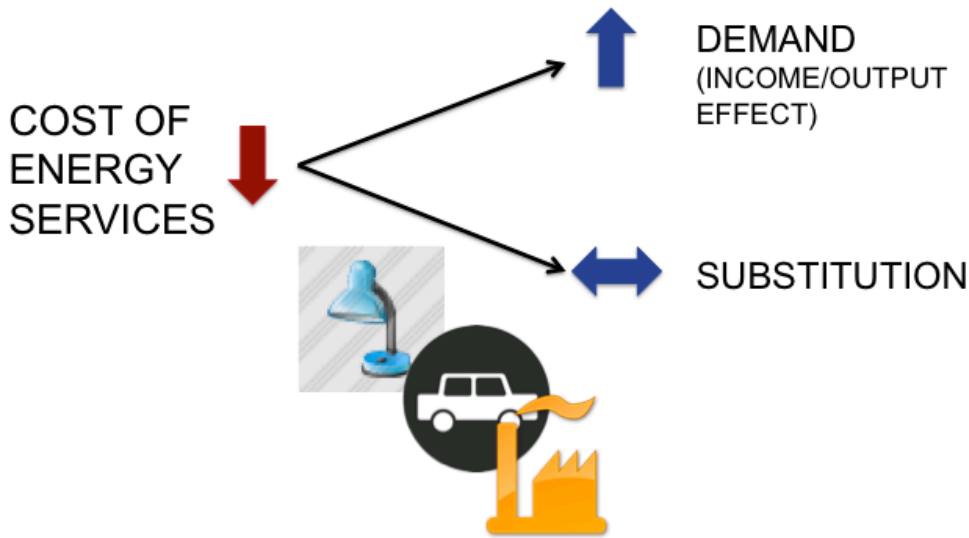 COST OF
ENERGY
SERVICES
DEMAND
(INCOME/OUTPUT
EFFECT)
SUBSTITUTION